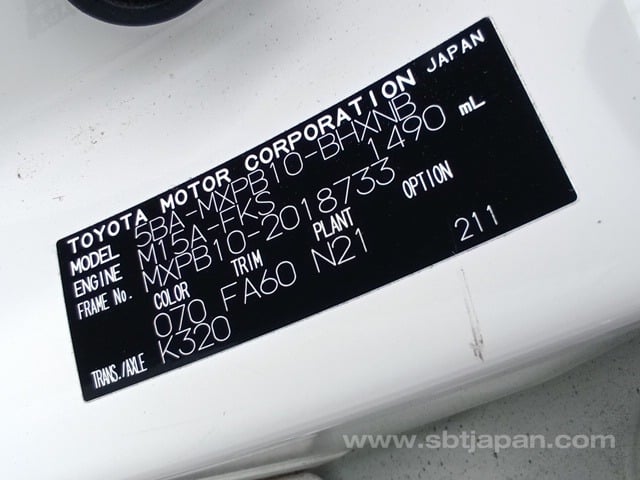 TOYOTA MOTOR CORPORATION JAPAN
MODEL 5BA-MXPB10-BHXNB
ENGINE M15A-FKS 1490 mL
FRAME No. MXPB10-2018733
COLOR TRIM PLANT OPTION
070 FA60 N21 211
TRANS./AXLE K320
www.sbtjapan.com